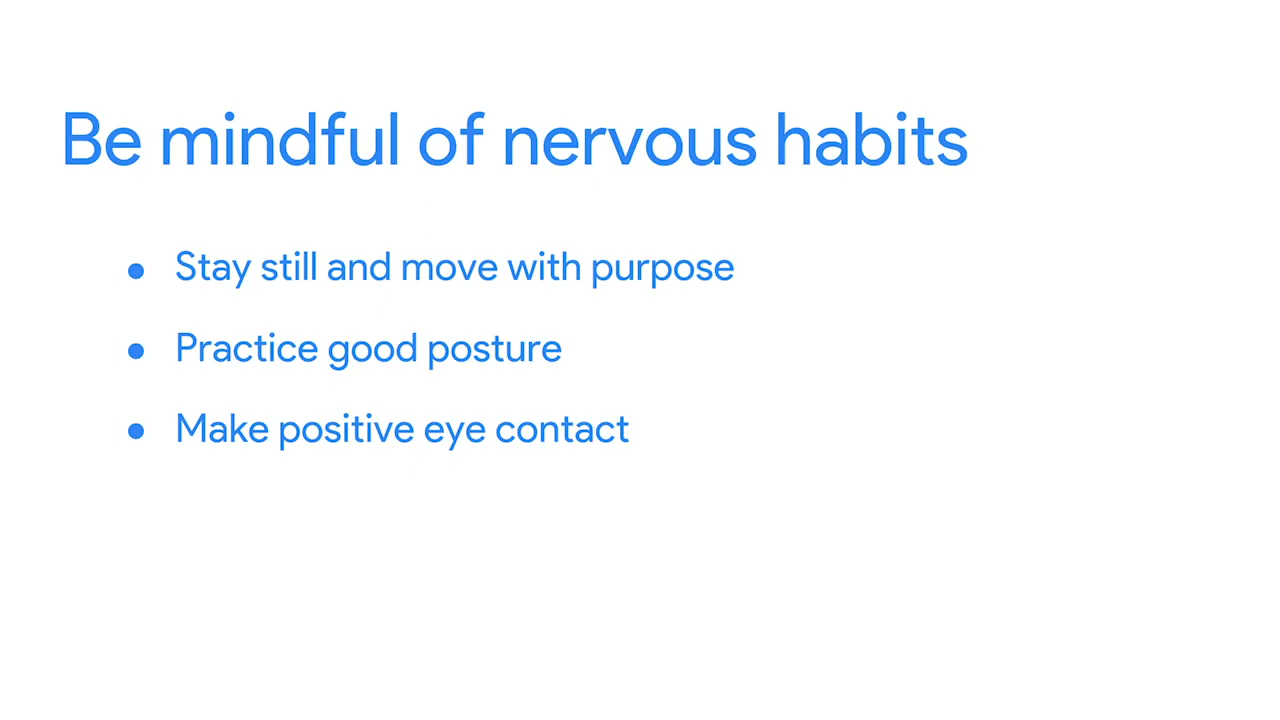 Be mindful of nervous habits
● Stay still and move with purpose
● Practice good posture
● Make positive eye contact